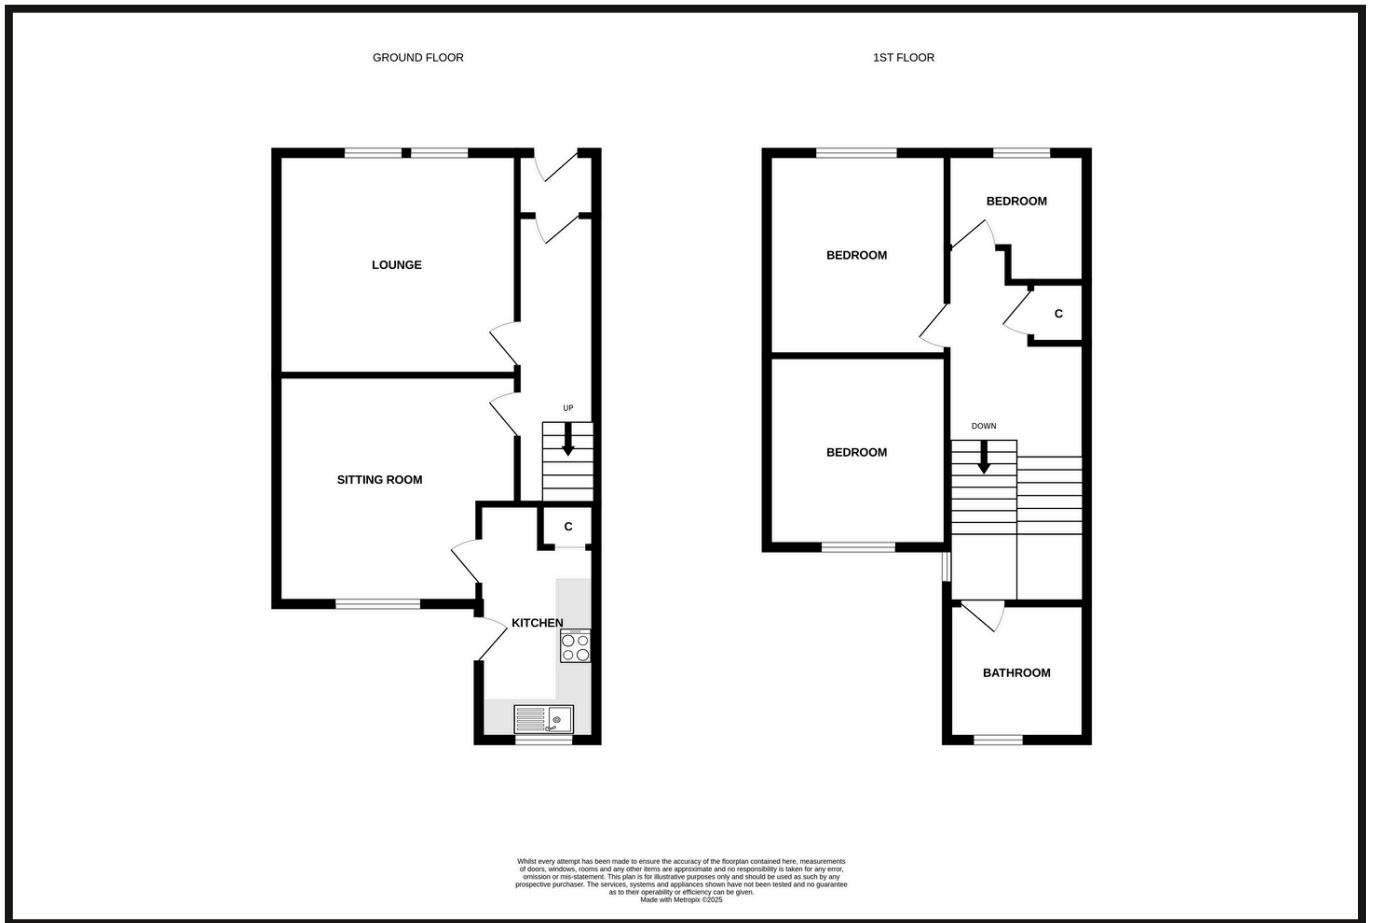 GROUND FLOOR
1ST FLOOR
LOUNGE
SITTING ROOM
UP
C
KITCHEN
BEDROOM
BEDROOM
C
BEDROOM
DOWN
BATHROOM
Whilst every attempt has been made to ensure the accuracy of the floorplan contained here, measurements
of doors, windows, rooms and any other items are approximate and no responsibility is taken for any error,
omission or mis-statement. This plan is for illustrative purposes only and should be used as such by any
prospective purchaser. The services, systems and appliances shown have not been tested and no guarantee
as to their operability or efficiency can be given.
Made with Metropix ©2025